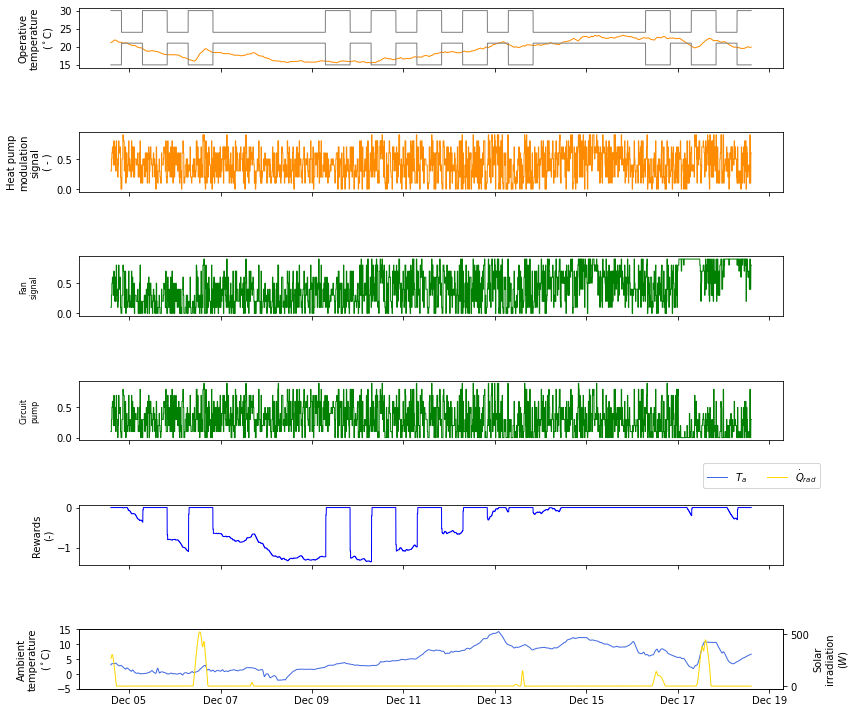 Operative
temperature
(°C)
30
25
20
15
Heat pump
modulation
signal
( - )
0.5
0.0
Fan
signal
0.5
0.0
Circuit
pump
0.5
0.0
T_a
Q̇_rad
Rewards
(-)
0
−1
Ambient
temperature
(°C)
15
10
5
0
−5
500
0
Solar
irradiation
(W)
Dec 05 Dec 07 Dec 09 Dec 11 Dec 13 Dec 15 Dec 17 Dec 19